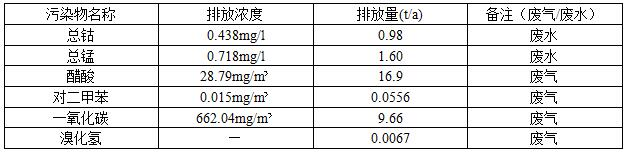 污染物名称 排放浓度 排放量(t/a) 备注（废气/废水）
总钴 0.438mg/l 0.98 废水
总锰 0.718mg/l 1.60 废水
醋酸 28.79mg/m³ 16.9 废气
对二甲苯 0.015mg/m³ 0.0556 废气
一氧化碳 662.04mg/m³ 9.66 废气
溴化氢 — 0.0067 废气